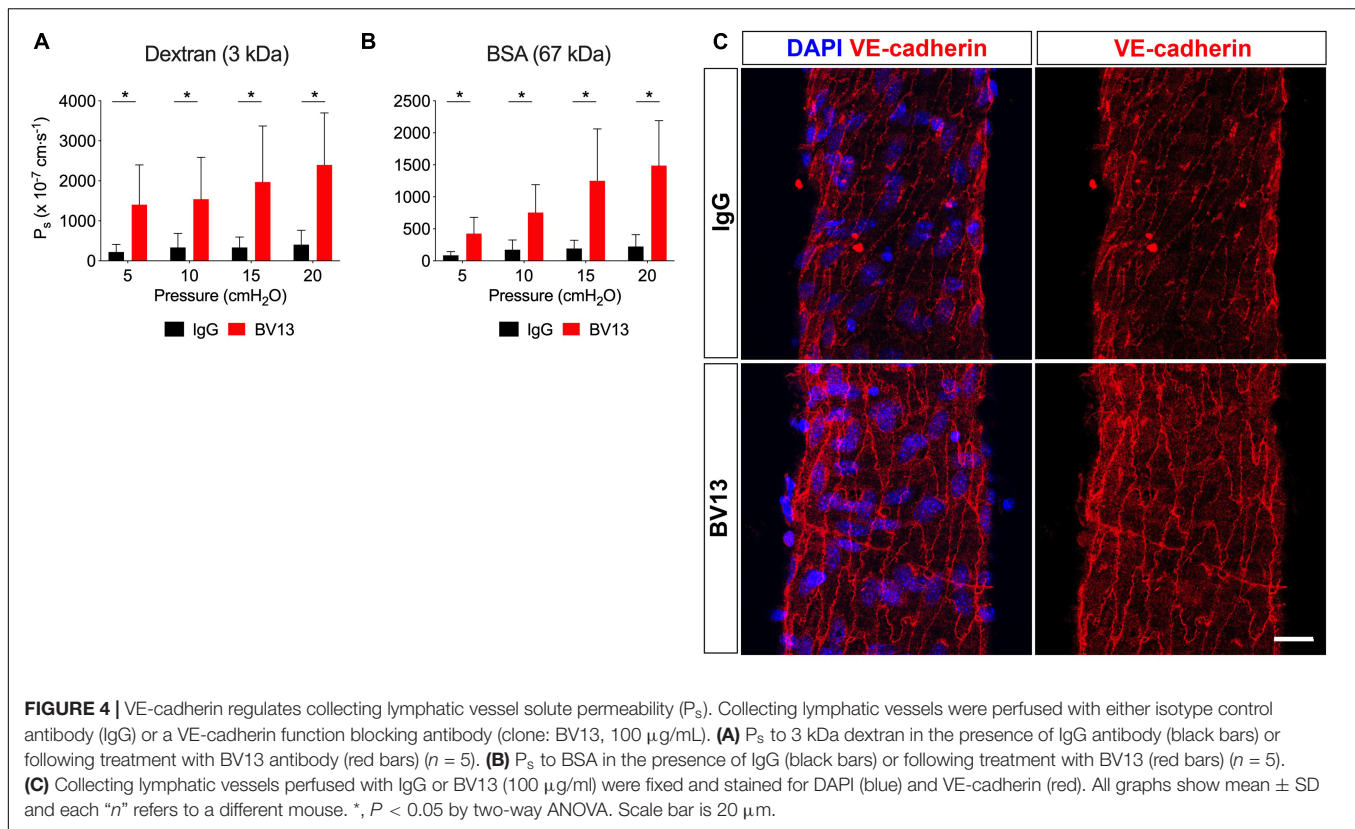 A
Dextran (3 kDa)
Pₛ (x 10⁻⁷ cm·s⁻¹)
4000
3000
2000
1000
0
* * * *
5 10 15 20
Pressure (cmH₂O)
IgG BV13
B
BSA (67 kDa)
2500
2000
1500
1000
500
0
* * * *
5 10 15 20
Pressure (cmH₂O)
IgG BV13
C
DAPI VE-cadherin
VE-cadherin
IgG
BV13
FIGURE 4 | VE-cadherin regulates collecting lymphatic vessel solute permeability (Pₛ). Collecting lymphatic vessels were perfused with either isotype control
antibody (IgG) or a VE-cadherin function blocking antibody (clone: BV13, 100 μg/mL). (A) Pₛ to 3 kDa dextran in the presence of IgG antibody (black bars) or
following treatment with BV13 antibody (red bars) (n = 5). (B) Pₛ to BSA in the presence of IgG (black bars) or following treatment with BV13 (red bars) (n = 5).
(C) Collecting lymphatic vessels perfused with IgG or BV13 (100 μg/ml) were fixed and stained for DAPI (blue) and VE-cadherin (red). All graphs show mean ± SD
and each “n” refers to a different mouse. *, P < 0.05 by two-way ANOVA. Scale bar is 20 μm.